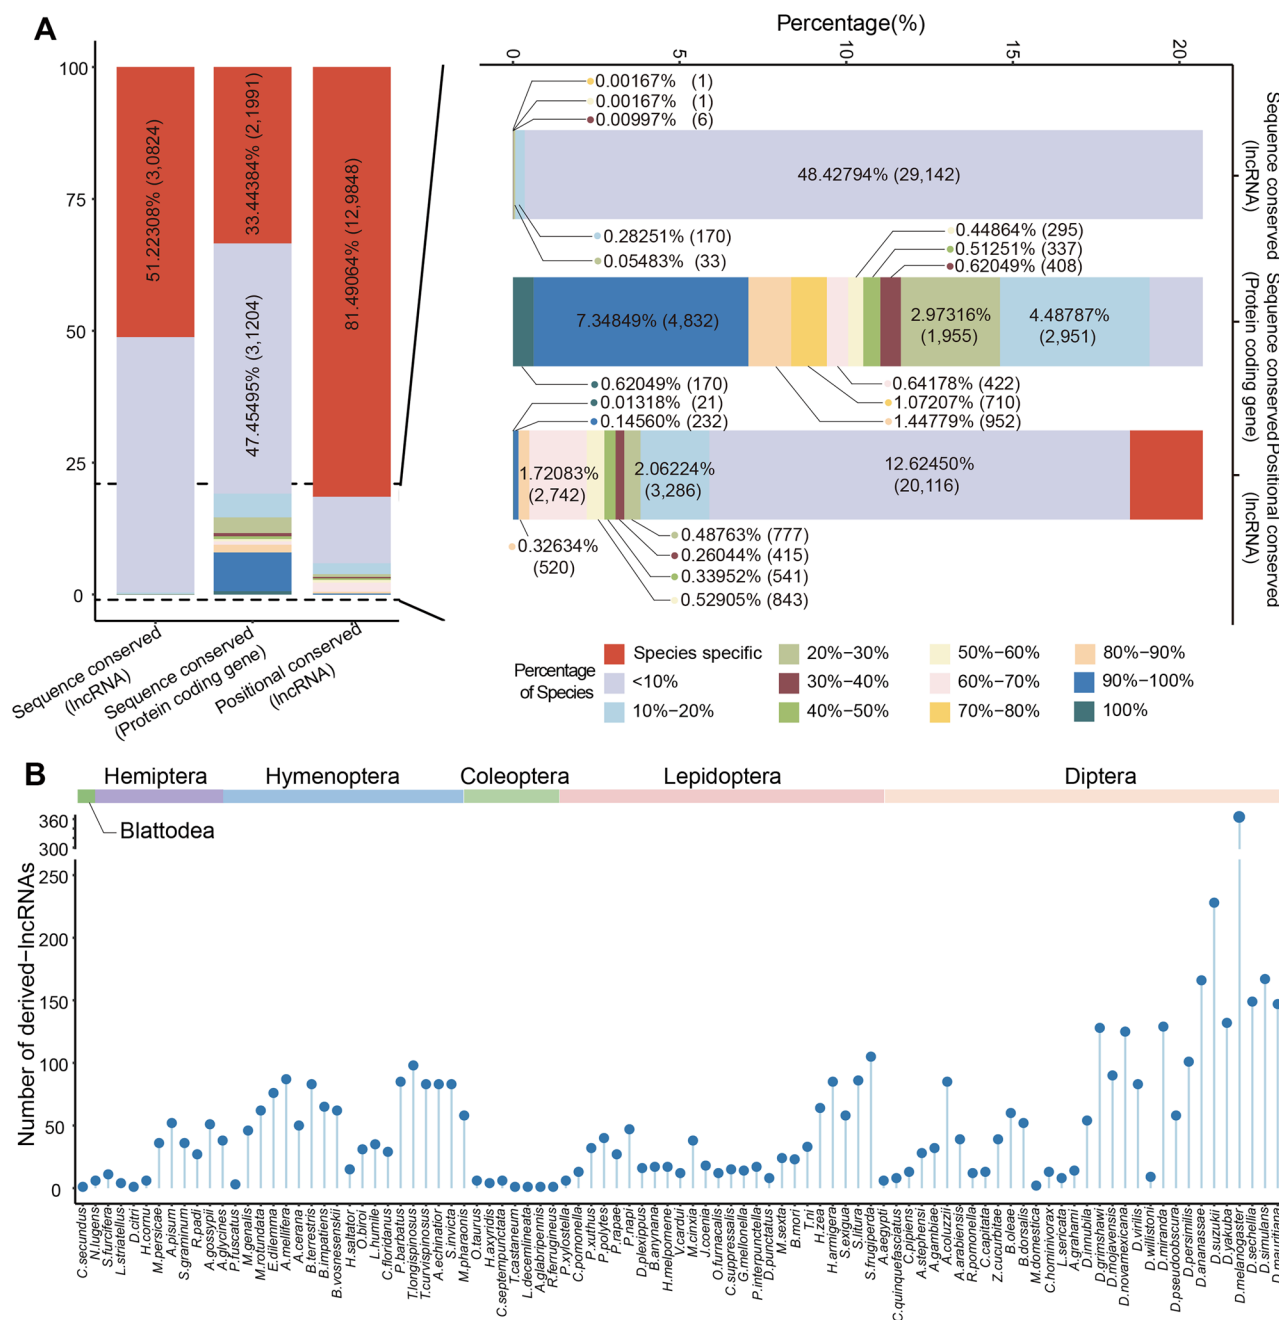 A
Percentage(%)
0
5
10
15
20
100
75
50
25
0
51.22308% (3,0824)
33.44384% (2,1991)
47.45495% (3,1204)
81.49064% (12,9848)
Sequence conserved
(lncRNA)
Sequence conserved
(Protein coding gene)
Positional conserved
(lncRNA)
0.00167% (1)
0.00167% (1)
0.00997% (6)
48.42794% (29,142)
0.28251% (170)
0.05483% (33)
0.44864% (295)
0.51251% (337)
0.62049% (408)
7.34849% (4,832)
2.97316%
(1,955)
4.48787%
(2,951)
0.62049% (170)
0.01318% (21)
0.14560% (232)
0.64178% (422)
1.07207% (710)
1.44779% (952)
1.72083%
(2,742)
2.06224%
(3,286)
12.62450%
(20,116)
0.32634%
(520)
0.48763% (777)
0.26044% (415)
0.33952% (541)
0.52905% (843)
Sequence conserved
(lncRNA)
Sequence conserved
(Protein coding gene)
Positional conserved
(lncRNA)
Percentage
of Species
Species specific
<10%
10%−20%
20%−30%
30%−40%
40%−50%
50%−60%
60%−70%
70%−80%
80%−90%
90%−100%
100%
B
Hemiptera
Hymenoptera
Coleoptera
Lepidoptera
Diptera
Blattodea
Number of derived−lncRNAs
360
300
250
200
150
100
50
0
C.secundus
N.lugens
S.furcifera
L.striatellus
D.citri
H.cornu
M.persicae
A.pisum
S.graminum
R.padi
A.gossypii
A.glycines
P.fuscatus
M.genalis
M.rotundata
E.dilemma
A.mellifera
A.cerana
B.terrestris
B.impatiens
B.vosnesenskii
H.saltator
O.biroi
L.humile
C.floridanus
P.barbatus
T.longispinosus
T.curvispinosus
A.echinatior
S.invicta
M.pharaonis
O.taurus
H.axyridis
C.septempunctata
T.castaneum
L.decemlineata
A.glabripennis
R.ferrugineus
P.xylostella
C.pomonella
P.xuthus
P.polytes
P.rapae
P.napi
D.plexippus
B.anynana
H.melpomene
V.cardui
M.cinxia
J.coenia
O.furnacalis
C.suppressalis
G.mellonella
P.interpunctella
D.punctatus
M.sexta
B.mori
T.ni
H.zea
H.armigera
S.exigua
S.litura
S.frugiperda
A.aegypti
C.quinquefasciatus
C.pipiens
A.stephensi
A.gambiae
A.coluzzii
A.arabiensis
R.pomonella
C.capitata
Z.cucurbitae
B.oleae
B.dorsalis
M.domestica
C.hominivorax
L.sericata
A.grahami
D.innubila
D.grimshawi
D.mojavensis
D.novamexicana
D.virilis
D.willistonii
D.miranda
D.pseudoobscura
D.persimilis
D.ananassae
D.suzukii
D.yakuba
D.melanogaster
D.sechellia
D.simulans